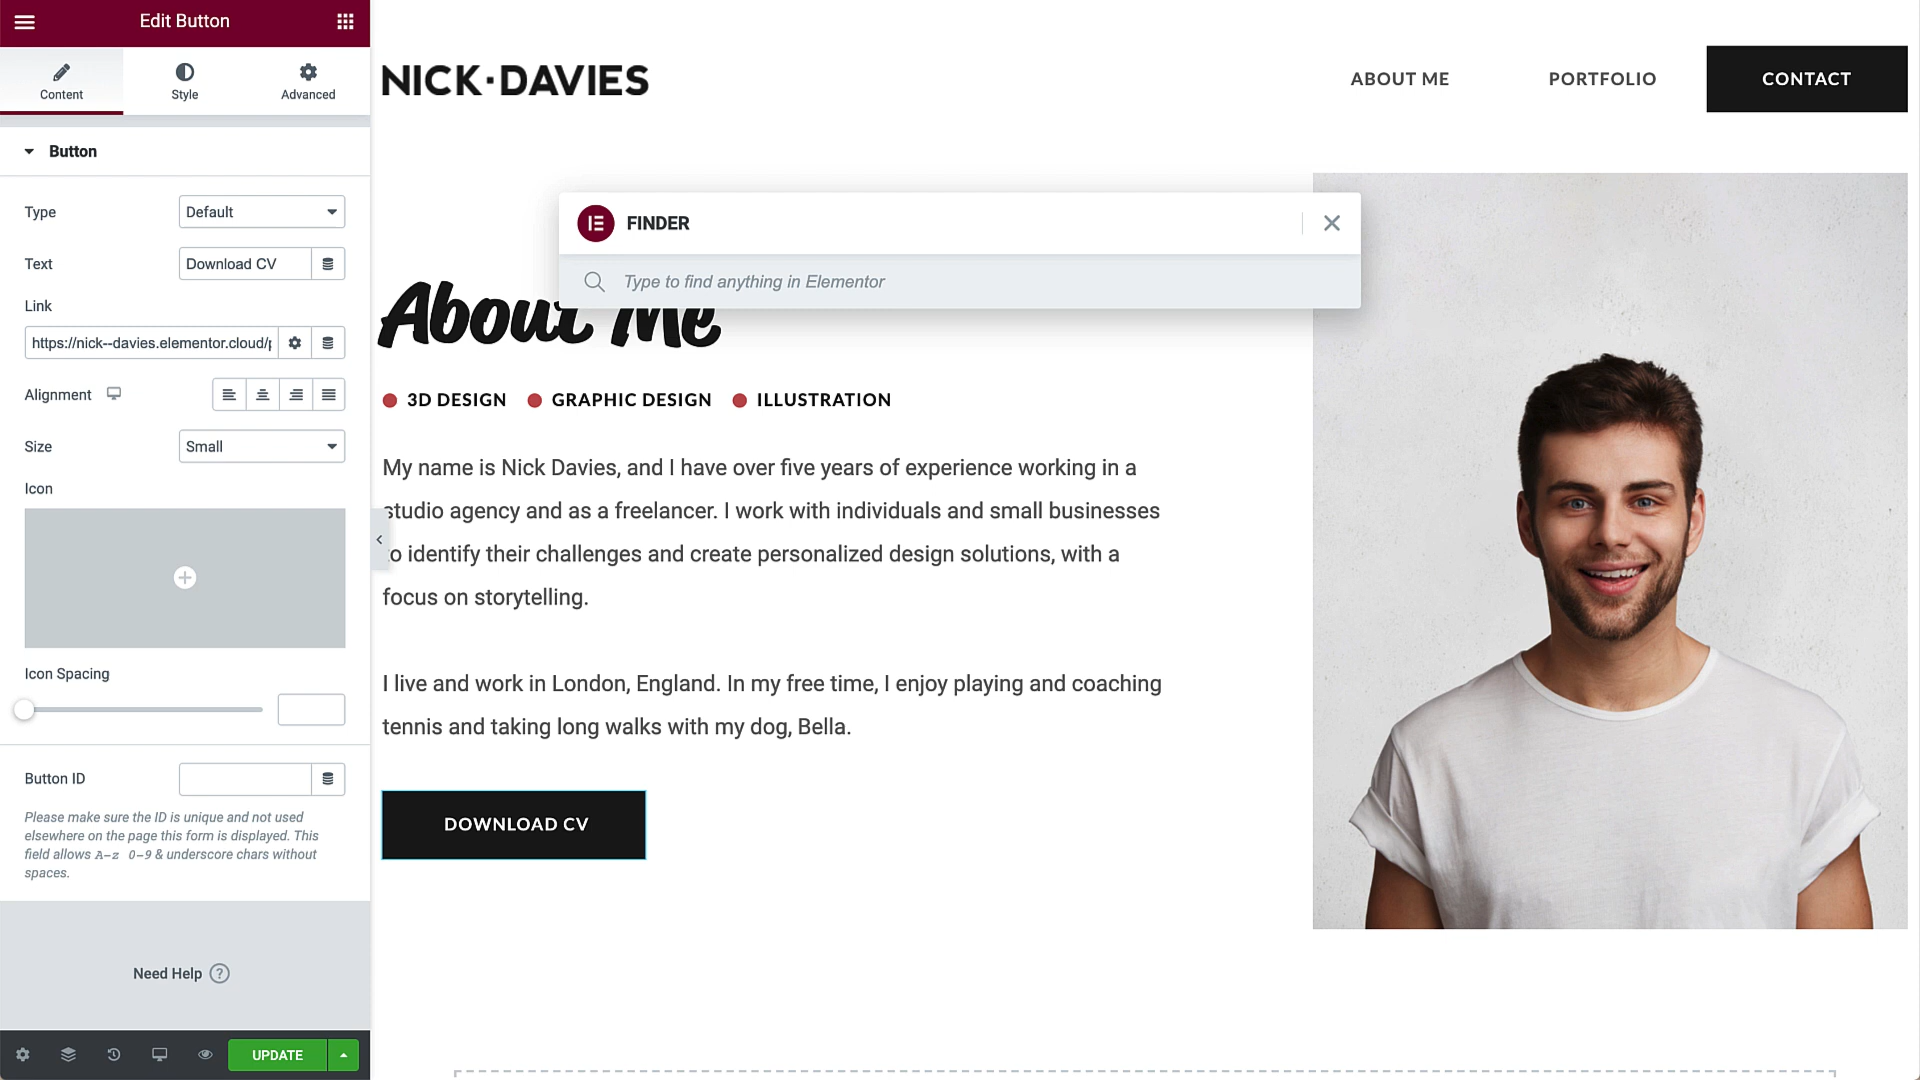 Edit Button
Content
Style
Advanced
Button
Type
Default
Text
Download CV
Link
https://nick--davies.elementor.cloud/p
Alignment
Size
Small
Icon
Icon Spacing
Button ID
Please make sure the ID is unique and not used
elsewhere on the page this form is displayed. This
field allows A-z 0-9 & underscore chars without
spaces.
Need Help ?
UPDATE
NICK·DAVIES
ABOUT ME
PORTFOLIO
CONTACT
FINDER
Type to find anything in Elementor
About Me
3D DESIGN
GRAPHIC DESIGN
ILLUSTRATION
My name is Nick Davies, and I have over five years of experience working in a
studio agency and as a freelancer. I work with individuals and small businesses
to identify their challenges and create personalized design solutions, with a
focus on storytelling.
I live and work in London, England. In my free time, I enjoy playing and coaching
tennis and taking long walks with my dog, Bella.
DOWNLOAD CV